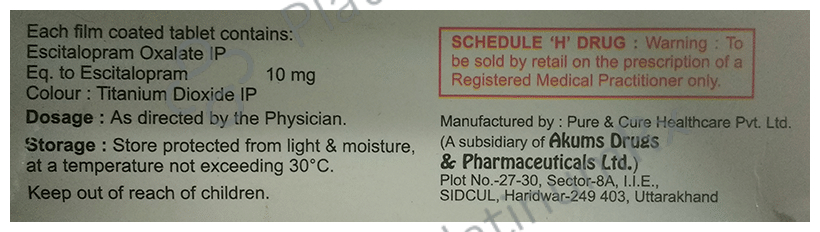 Each film coated tablet contains:
Escitalopram Oxalate IP
Eq. to Escitalopram 10 mg
Colour : Titanium Dioxide IP
Dosage : As directed by the Physician.
Storage : Store protected from light & moisture,
at a temperature not exceeding 30°C.
Keep out of reach of children.
SCHEDULE ‘H’ DRUG : Warning : To
be sold by retail on the prescription of a
Registered Medical Practitioner only.
Manufactured by : Pure & Cure Healthcare Pvt. Ltd.
(A subsidiary of Akums Drugs
& Pharmaceuticals Ltd.)
Plot No.-27-30, Sector-8A, I.I.E.,
SIDCUL, Haridwar-249 403, Uttarakhand